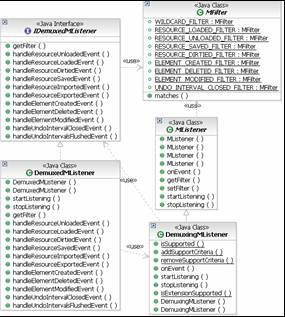 «Java Interface»
IDemuxedMListener
getFilter ( )
handleResourceUnloadedEvent ( )
handleResourceLoadedEvent ( )
handleResourceDirtiedEvent ( )
handleResourceSavedEvent ( )
handleResourceImportedEvent ( )
handleResourceExportedEvent ( )
handleElementCreatedEvent ( )
handleElementDeletedEvent ( )
handleElementModifiedEvent ( )
handleUndoIntervalClosedEvent ( )
handleUndoIntervalsFlushedEvent ( )
«use»
«Java Class»
MFilter
WILDCARD_FILTER : MFilter
RESOURCE_LOADED_FILTER : MFilter
RESOURCE_UNLOADED_FILTER : MFilter
RESOURCE_SAVED_FILTER : MFilter
RESOURCE_DIRTIED_FILTER : MFilter
ELEMENT_CREATED_FILTER : MFilter
ELEMENT_DELETED_FILTER : MFilter
ELEMENT_MODIFIED_FILTER : MFilter
UNDO_INTERVAL_CLOSED_FILTER : MFilter
matches ( )
«use»
«Java Class»
MListener
MListener ( )
MListener ( )
MListener ( )
onEvent ( )
getFilter ( )
setFilter ( )
startListening ( )
stopListening ( )
«Java Class»
DemuxedMListener
DemuxedMListener ( )
DemuxedMListener ( )
startListening ( )
stopListening ( )
getFilter ( )
handleResourceUnloadedEvent ( )
handleResourceLoadedEvent ( )
handleResourceDirtiedEvent ( )
handleResourceSavedEvent ( )
handleResourceImportedEvent ( )
handleResourceExportedEvent ( )
handleElementCreatedEvent ( )
handleElementDeletedEvent ( )
handleElementModifiedEvent ( )
handleUndoIntervalClosedEvent ( )
handleUndoIntervalsFlushedEvent ( )
«use»
«use»
«Java Class»
DemuxingMListener
isSupported ( )
addSupportCriteria ( )
removeSupportCriteria ( )
onEvent ( )
startListening ( )
stopListening ( )
isExtensionSupported ( )
DemuxingMListener ( )
DemuxingMListener ( )